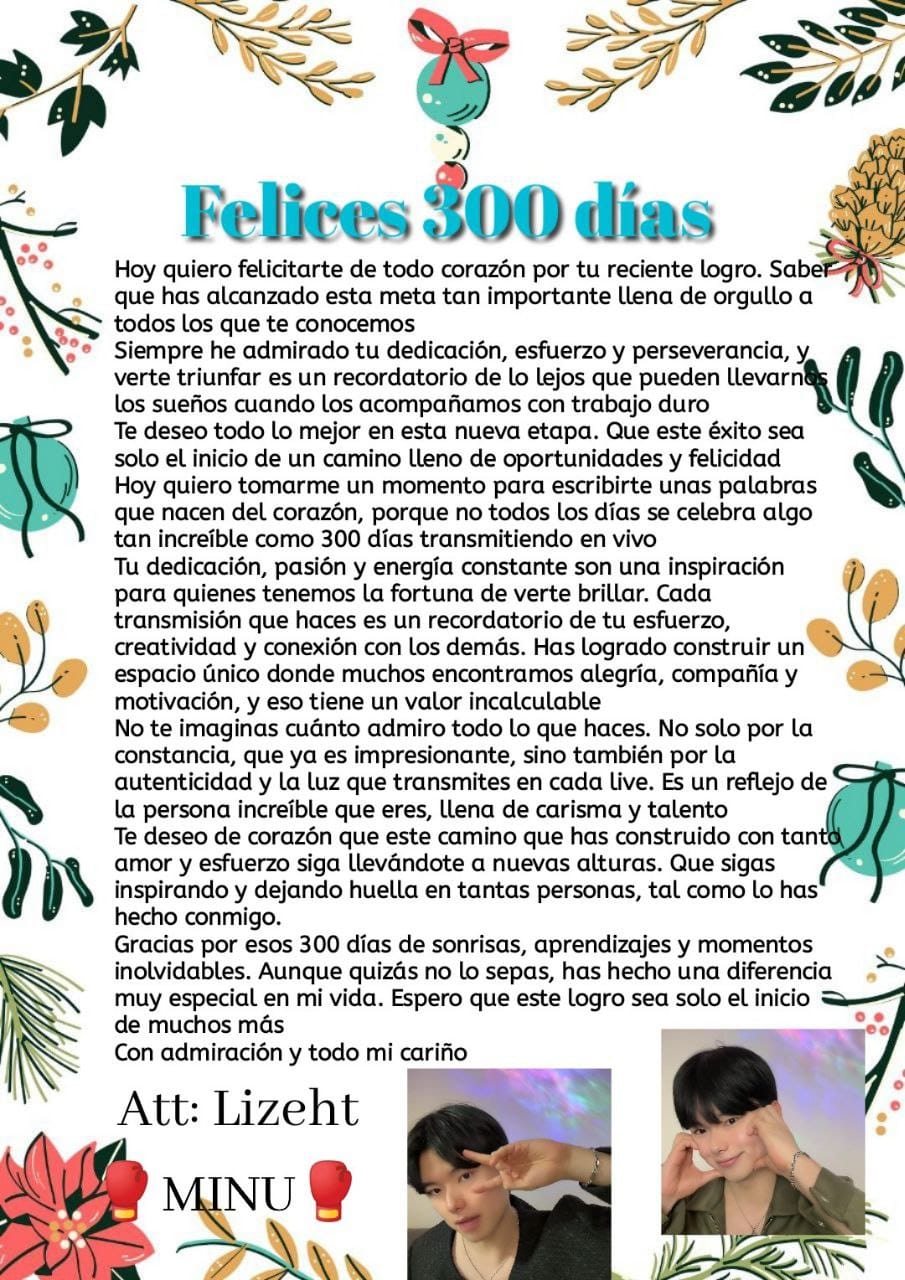 Felices 300 días
Hoy quiero felicitarte de todo corazón por tu reciente logro. Saber
que has alcanzado esta meta tan importante llena de orgullo a
todos los que te conocemos
Siempre he admirado tu dedicación, esfuerzo y perseverancia, y
verte triunfar es un recordatorio de lo lejos que pueden llevarnos
los sueños cuando los acompañamos con trabajo duro
Te deseo todo lo mejor en esta nueva etapa. Que este éxito sea
solo el inicio de un camino lleno de oportunidades y felicidad
Hoy quiero tomarme un momento para escribirte unas palabras
que nacen del corazón, porque no todos los días se celebra algo
tan increíble como 300 días transmitiendo en vivo
Tu dedicación, pasión y energía constante son una inspiración
para quienes tenemos la fortuna de verte brillar. Cada
transmisión que haces es un recordatorio de tu esfuerzo,
creatividad y conexión con los demás. Has logrado construir un
espacio único donde muchos encontramos alegría, compañía y
motivación, y eso tiene un valor incalculable
No te imaginas cuánto admiro todo lo que haces. No solo por la
constancia, que ya es impresionante, sino también por la
autenticidad y la luz que transmites en cada live. Es un reflejo de
la persona increíble que eres, llena de carisma y talento
Te deseo de corazón que este camino que has construido con tanto
amor y esfuerzo siga llevándote a nuevas alturas. Que sigas
inspirando y dejando huella en tantas personas, tal como lo has
hecho conmigo.
Gracias por esos 300 días de sonrisas, aprendizajes y momentos
inolvidables. Aunque quizás no lo sepas, has hecho una diferencia
muy especial en mi vida. Espero que este logro sea solo el inicio
de muchos más
Con admiración y todo mi cariño
Att: Lizeht
🥊 MINU 🥊